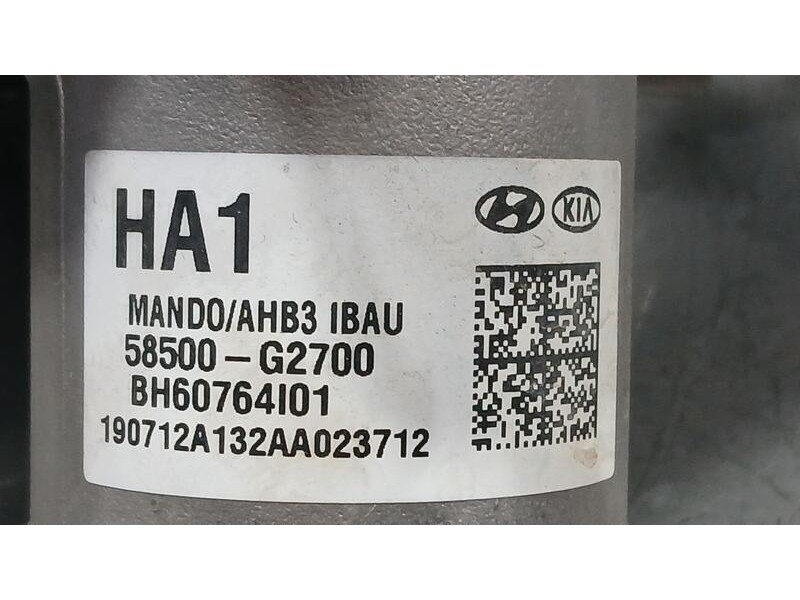 HA1
KIA
MANDO/AHB3 IBAU
58500-G2700
BH60764I01
190712A132AA023712